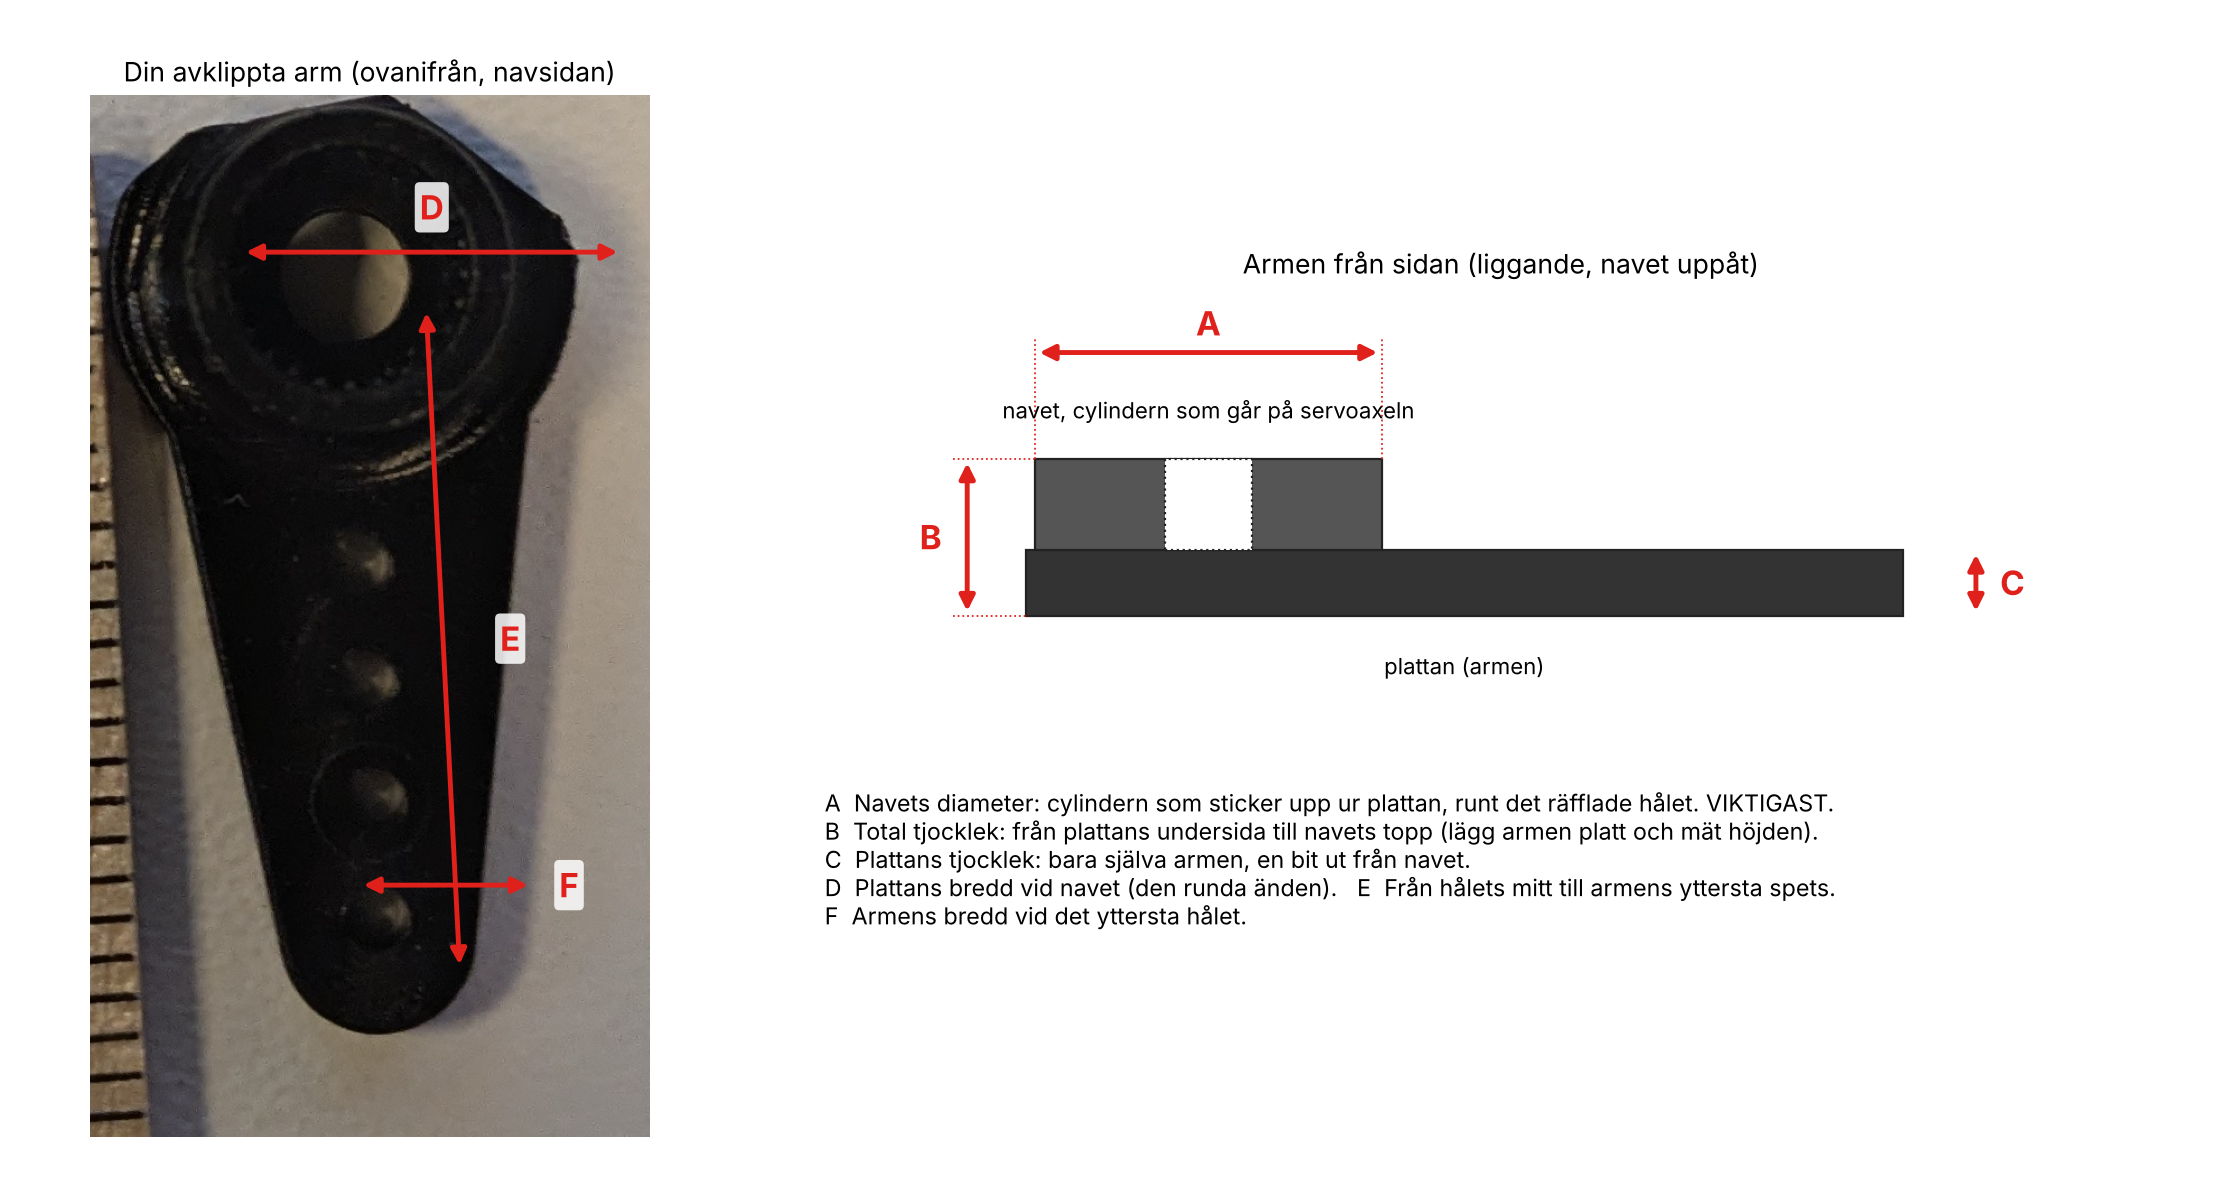 Din avklippta arm (ovanifrån, navsidan)
D
E
F
Armen från sidan (liggande, navet uppåt)
A
navet, cylindern som går på servoaxeln
B
C
plattan (armen)
A Navets diameter: cylindern som sticker upp ur plattan, runt det räfflade hålet. VIKTIGAST.
B Total tjocklek: från plattans undersida till navets topp (lägg armen platt och mät höjden).
C Plattans tjocklek: bara själva armen, en bit ut från navet.
D Plattans bredd vid navet (den runda änden). E Från hålets mitt till armens yttersta spets.
F Armens bredd vid det yttersta hålet.